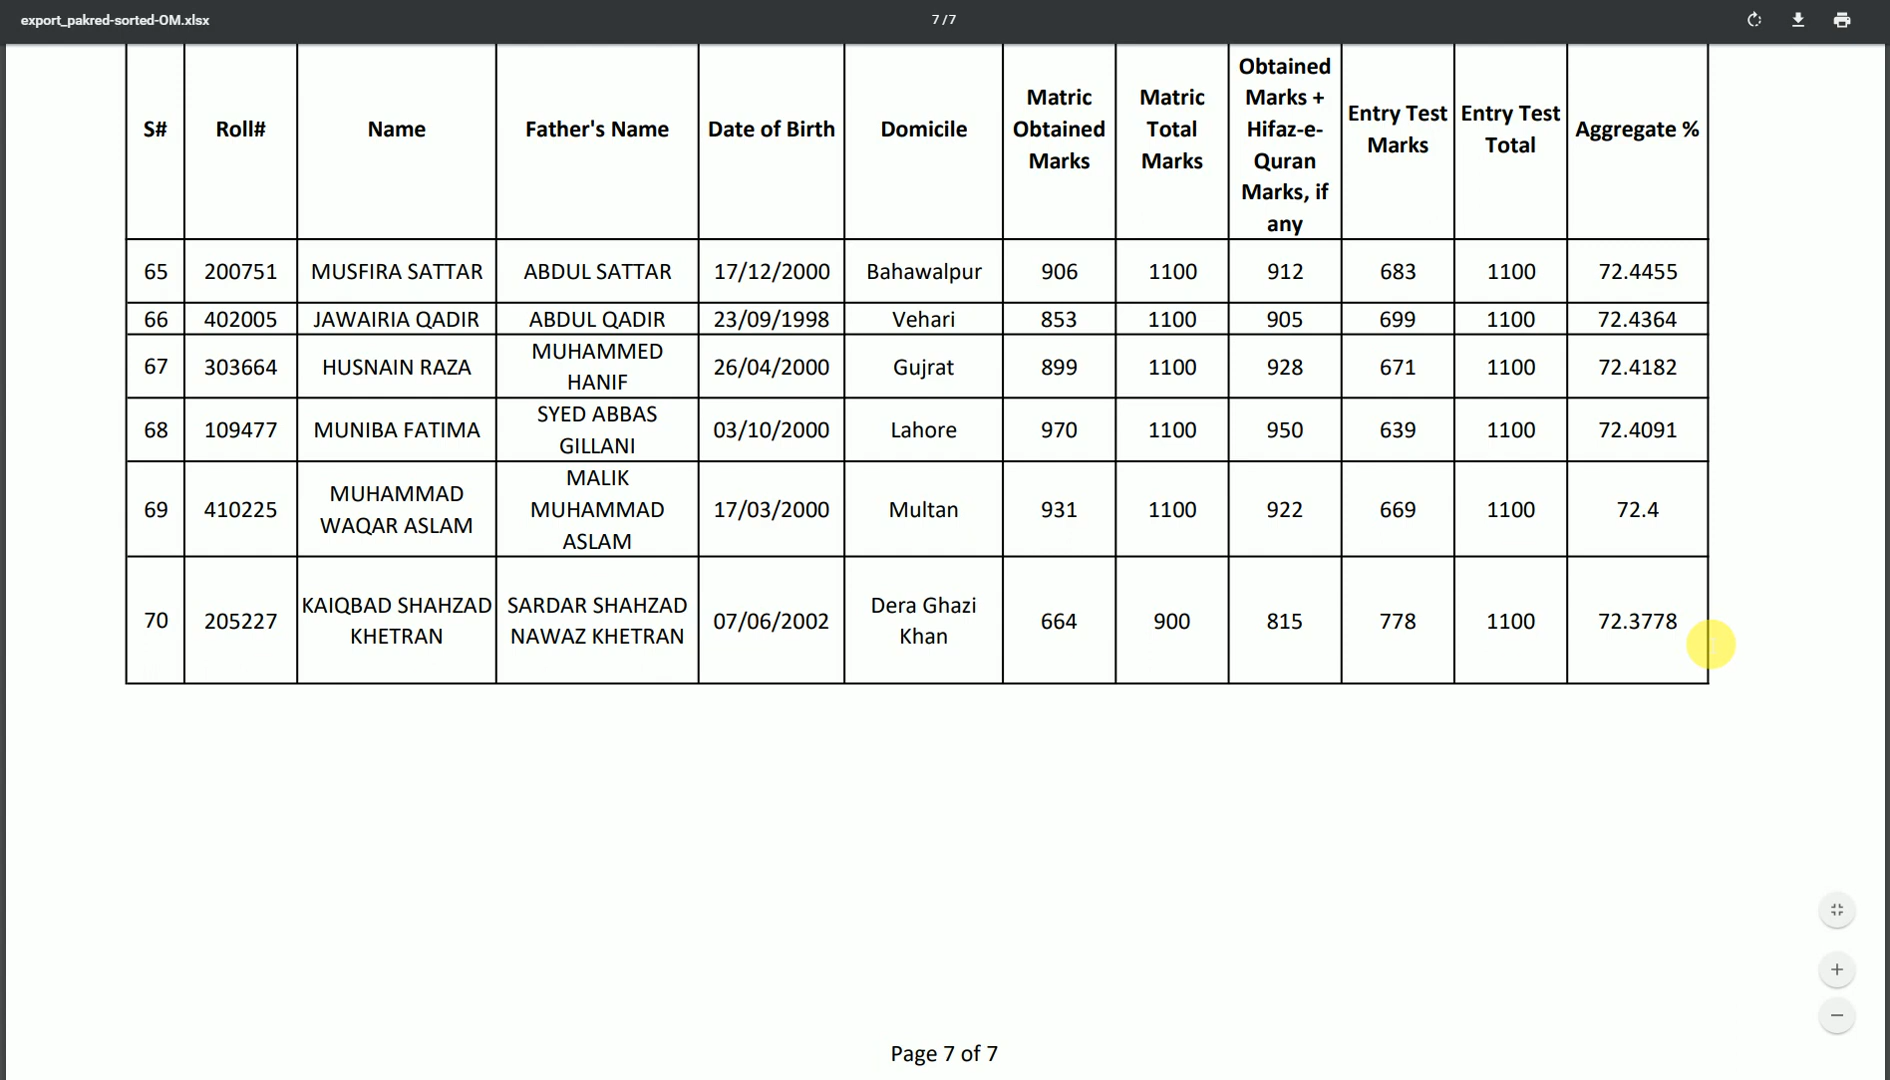 export_pakred-sorted-OM.xlsx
7 / 7
S# Roll# Name Father's Name Date of Birth Domicile Matric Obtained Marks Matric Total Marks Obtained Marks + Hifaz-e-Quran Marks, if any Entry Test Marks Entry Test Total Aggregate %
65 200751 MUSFIRA SATTAR ABDUL SATTAR 17/12/2000 Bahawalpur 906 1100 912 683 1100 72.4455
66 402005 JAWAIRIA QADIR ABDUL QADIR 23/09/1998 Vehari 853 1100 905 699 1100 72.4364
67 303664 HUSNAIN RAZA MUHAMMED HANIF 26/04/2000 Gujrat 899 1100 928 671 1100 72.4182
68 109477 MUNIBA FATIMA SYED ABBAS GILLANI 03/10/2000 Lahore 970 1100 950 639 1100 72.4091
69 410225 MUHAMMAD WAQAR ASLAM MALIK MUHAMMAD ASLAM 17/03/2000 Multan 931 1100 922 669 1100 72.4
70 205227 KAIQBAD SHAHZAD KHETRAN SARDAR SHAHZAD NAWAZ KHETRAN 07/06/2002 Dera Ghazi Khan 664 900 815 778 1100 72.3778
Page 7 of 7